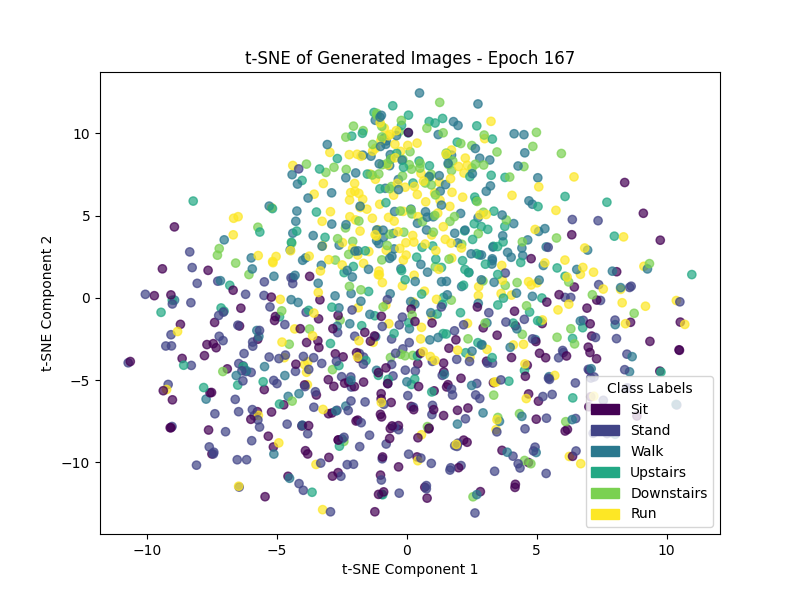 t-SNE of Generated Images - Epoch 167
10
5
0
−5
−10
t-SNE Component 2
Class Labels
Sit
Stand
Walk
Upstairs
Downstairs
Run
−10
−5
0
5
10
t-SNE Component 1